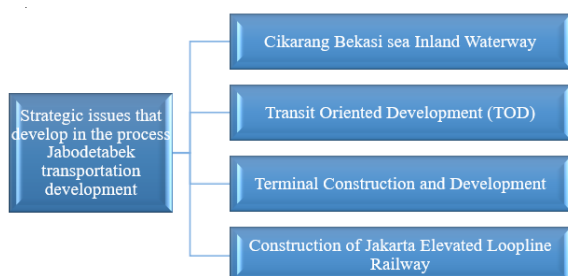 Strategic issues that
develop in the process
Jabodetabek
transportation
development
Cikarang Bekasi sea Inland Waterway
Transit Oriented Development (TOD)
Terminal Construction and Development
Construction of Jakarta Elevated Loopline
Railway